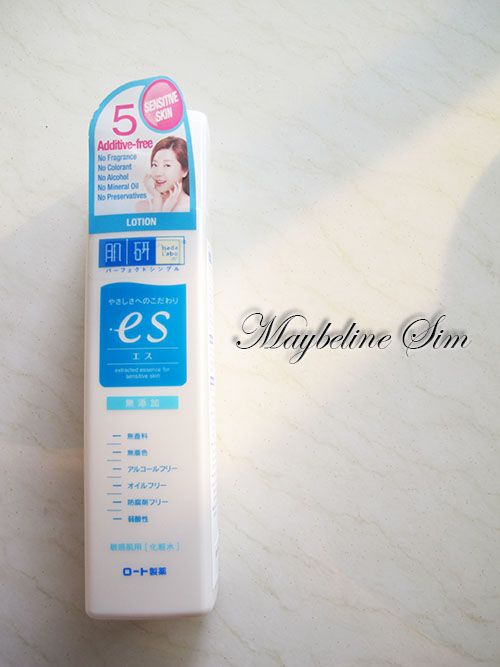 5
SENSITIVE
SKIN
Additive-free
No Fragrance
No Colorant
No Alcohol
No Mineral Oil
No Preservatives
LOTION
肌研
hada
Labo
パーフェクトシンプル
やさしさへのこだわり
es
エス
extracted essence for
sensitive skin
無添加
無香料
無着色
アルコールフリー
オイルフリー
防腐剤フリー
弱酸性
敏感肌用［化粧水］
ロート製薬
Maybeline Sim